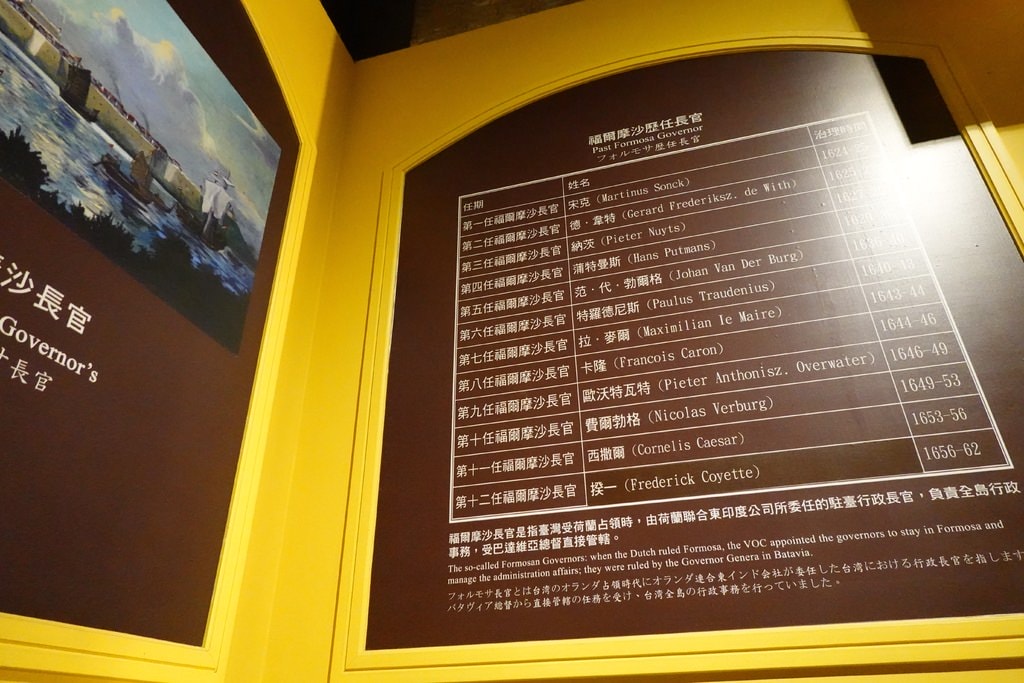 沙長官
Governor's
長官
福爾摩沙歷任長官
Past Formosa Governor
フォルモサ歴任長官
任期 姓名 治理時間
第一任福爾摩沙長官 宋克 (Martinus Sonck) 1624
第二任福爾摩沙長官 德．韋特 (Gerard Frederiksz. de With)
第三任福爾摩沙長官 納茨 (Pieter Nuyts)
第四任福爾摩沙長官 蒲特曼斯 (Hans Putmans)
第五任福爾摩沙長官 范．代．勃爾格 (Johan Van Der Burg)
第六任福爾摩沙長官 特羅德尼斯 (Paulus Traudenius)
第七任福爾摩沙長官 拉．麥爾 (Maximilian Ie Maire) 1643-44
第八任福爾摩沙長官 卡隆 (Francois Caron) 1644-46
第九任福爾摩沙長官 歐沃特瓦特 (Pieter Anthonisz. Overwater) 1646-49
第十任福爾摩沙長官 費爾勃格 (Nicolas Verburg) 1649-53
第十一任福爾摩沙長官 西撒爾 (Cornelis Caesar) 1653-56
第十二任福爾摩沙長官 揆一 (Frederick Coyette) 1656-62
福爾摩沙長官是指臺灣受荷蘭占領時，由荷蘭聯合東印度公司所委任的駐臺行政長官，負責全島行政
事務，受巴達維亞總督直接管轄。
The so-called Formosan Governors: when the Dutch ruled Formosa, the VOC appointed the governors to stay in Formosa and
manage the administration affairs; they were ruled by the Governor Genera in Batavia.
フォルモサ長官とは台湾のオランダ占領時代にオランダ連合東インド会社が委任した台湾における行政長官を指します
バタヴィア総督から直接管轄の任務を受け、台湾全島の行政事務を行っていました。